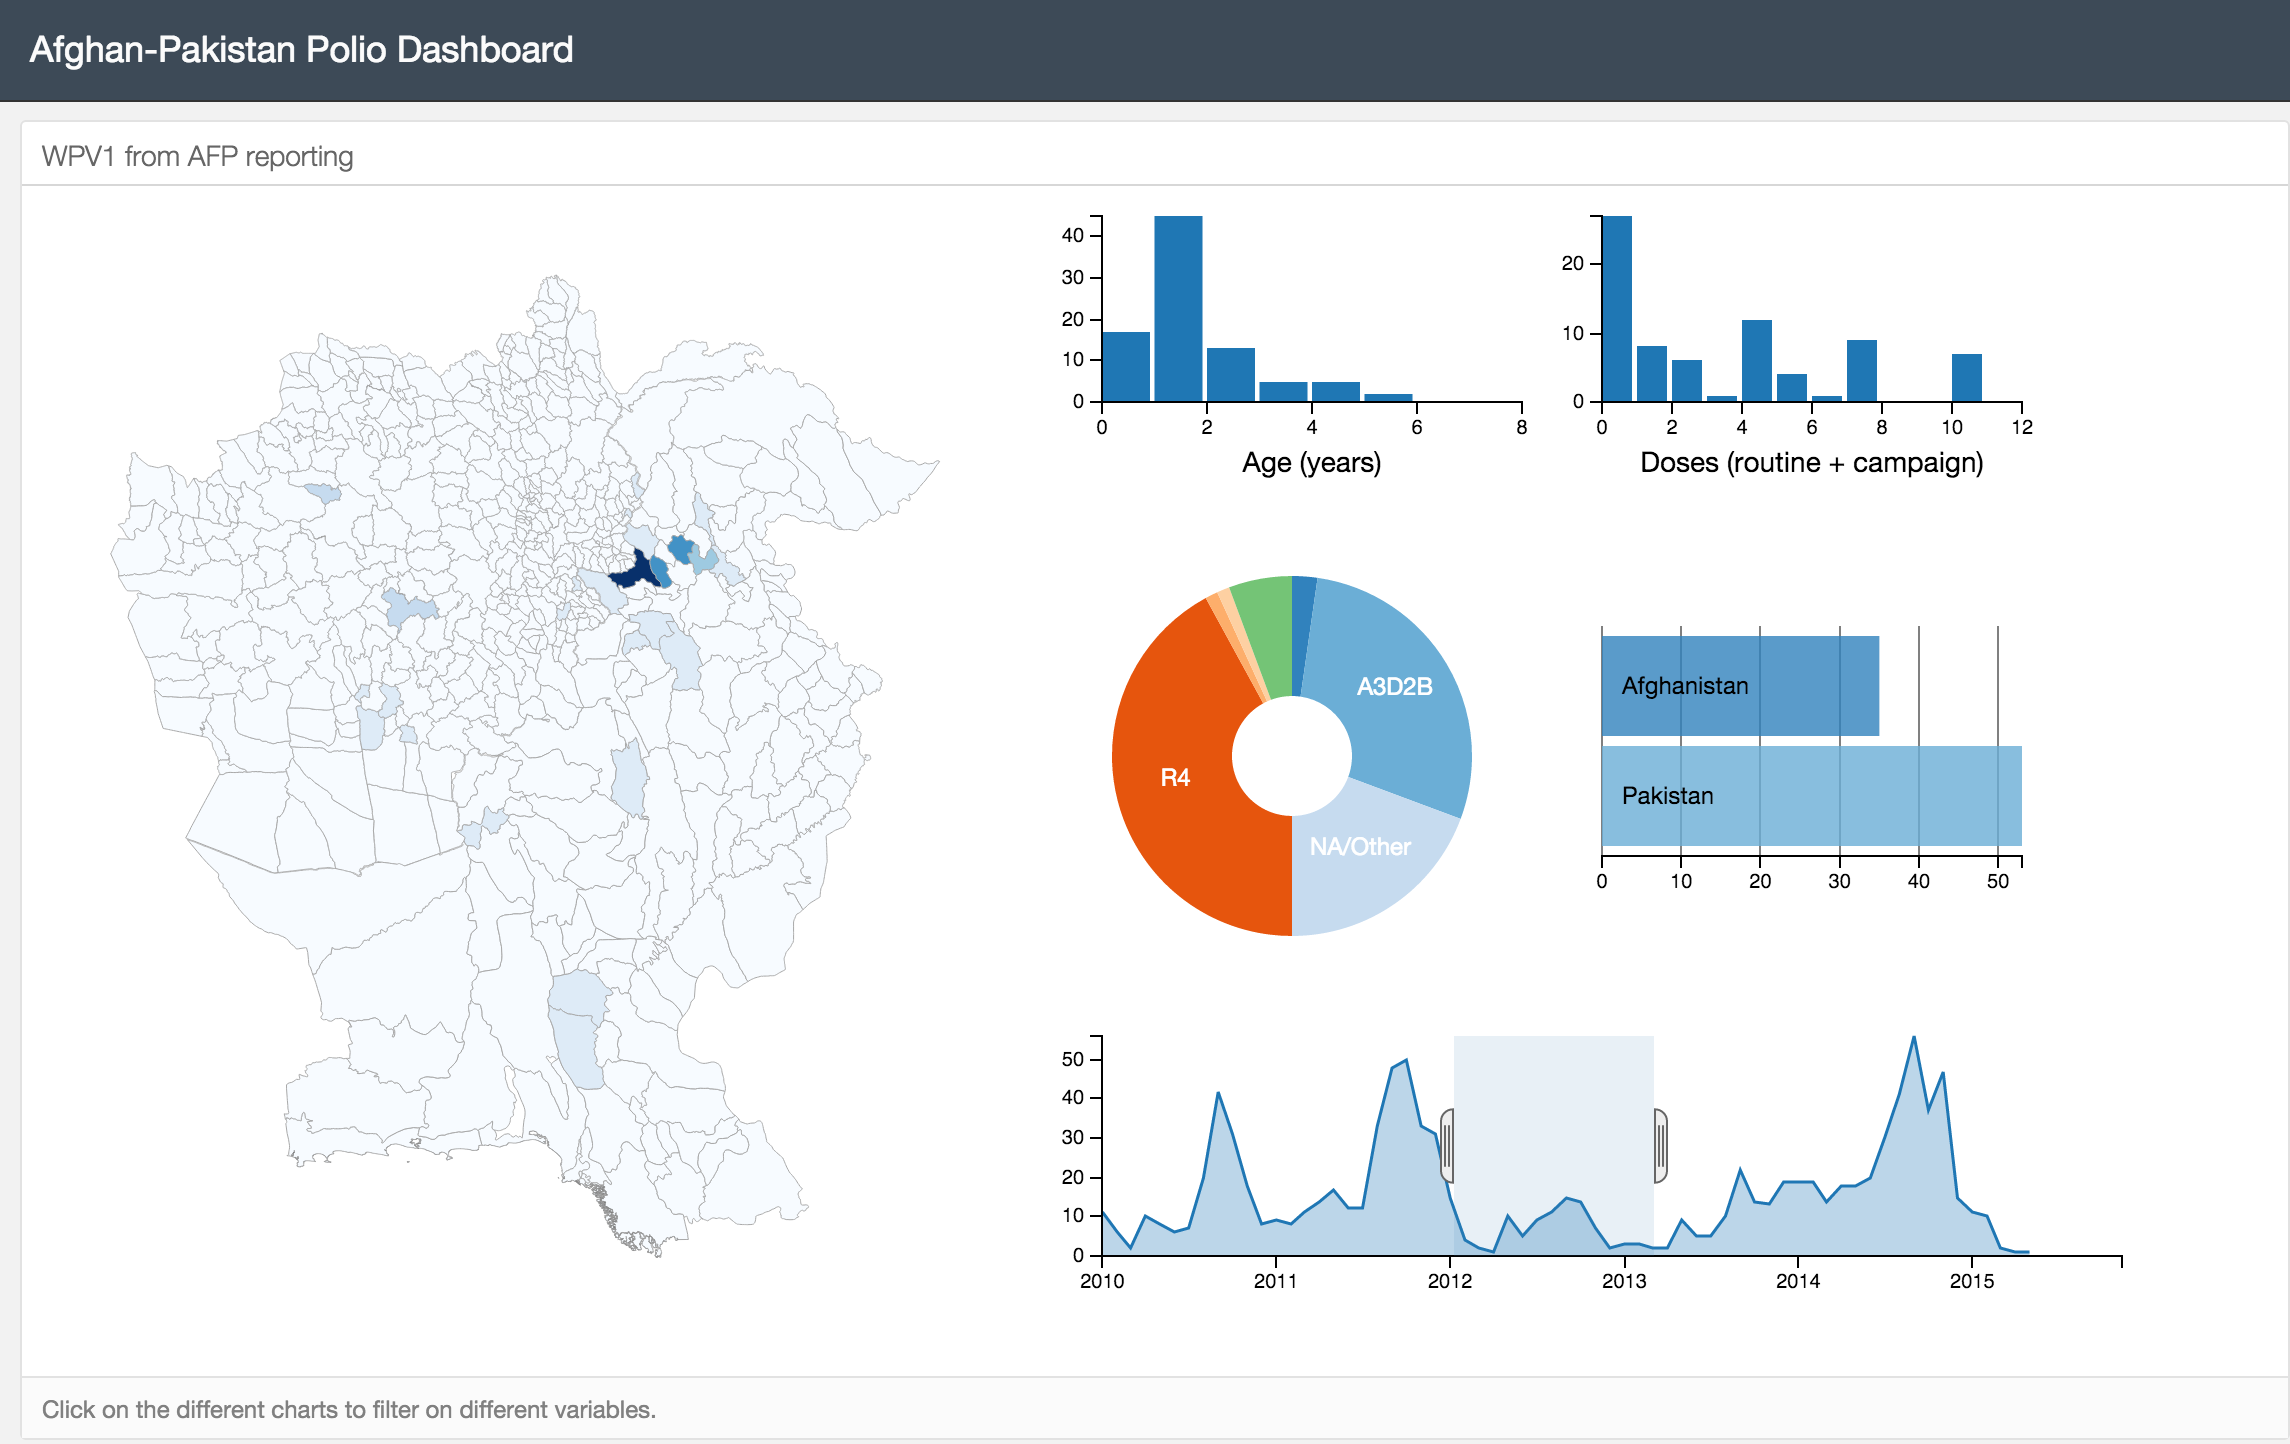 Afghan-Pakistan Polio Dashboard
WPV1 from AFP reporting
40
30
20
10
0
0 2 4 6 8
Age (years)
20
10
0
0 2 4 6 8 10 12
Doses (routine + campaign)
A3D2B
R4
NA/Other
Afghanistan
Pakistan
0 10 20 30 40 50
50
40
30
20
10
0
2010 2011 2012 2013 2014 2015
Click on the different charts to filter on different variables.